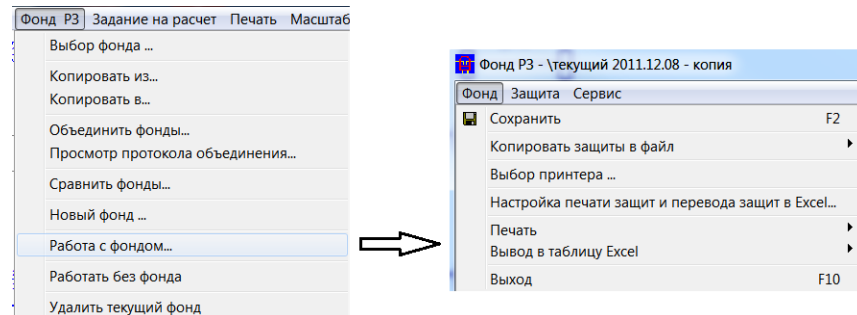 Фонд РЗ Задание на расчет Печать Масштаб
Выбор фонда ...
Копировать из...
Копировать в...
Объединить фонды...
Просмотр протокола объединения...
Сравнить фонды...
Новый фонд ...
Работа с фондом...
Работать без фонда
Удалить текущий фонд
Фонд РЗ - \текущий 2011.12.08 - копия
Фонд Защита Сервис
Сохранить F2
Копировать защиты в файл
Выбор принтера ...
Настройка печати защит и перевода защит в Excel...
Печать
Вывод в таблицу Excel
Выход F10